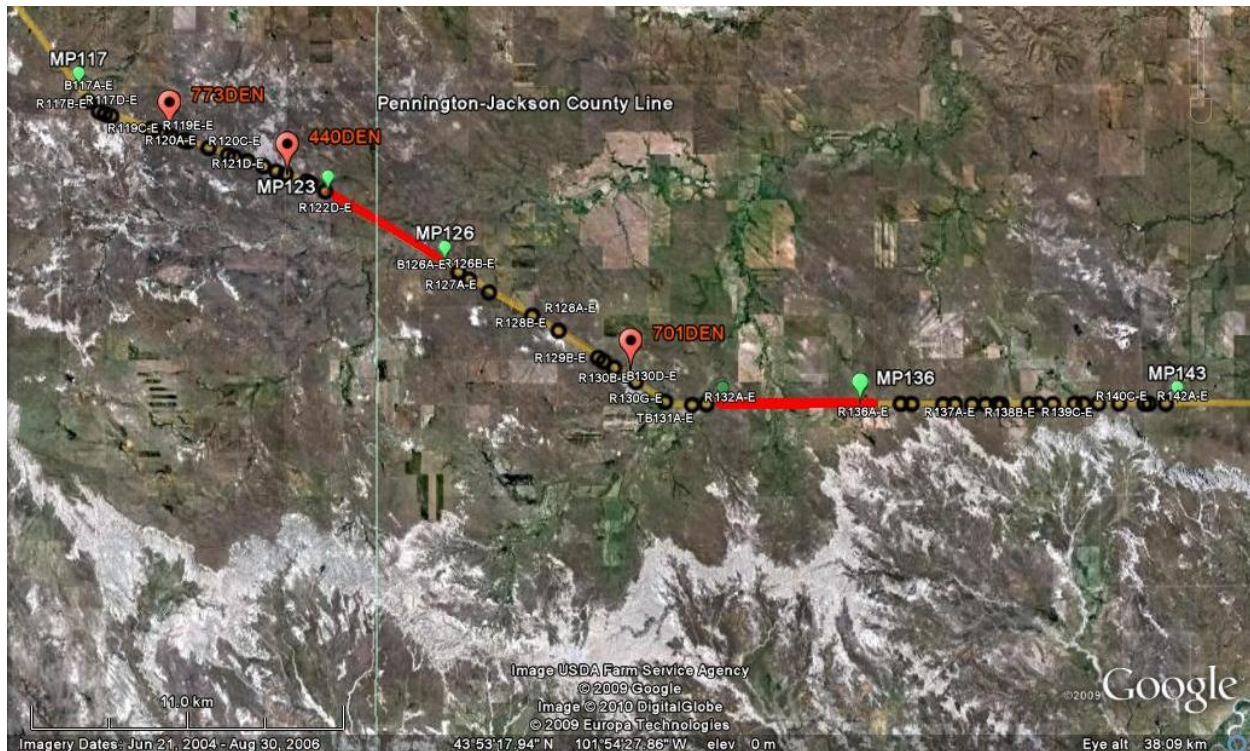 MP117
B117A-E
R117B-E
R117D-E
773DEN
Pennington-Jackson County Line
R119C-E
R119E-E
R120A-E
R120C-E
440DEN
R121D-E
MP123
R122D-E
MP126
B126A-E
R126B-E
R127A-E
R128A-E
R128B-E
701DEN
R129B-E
R130B-E
B130D-E
R130G-E
TB131A-E
R132A-E
MP136
R136A-E
R137A-E
R138B-E
R139C-E
R140C-E
MP143
R142A-E
Image USDA Farm Service Agency
© 2009 Google
Image © 2010 DigitalGlobe
© 2009 Europa Technologies
11.0 km
©2009 Google
Imagery Dates: Jun 21, 2004 - Aug 30, 2006
43°53'17.94" N 101°54'27.86" W elev 0 m
Eye alt 38.09 km